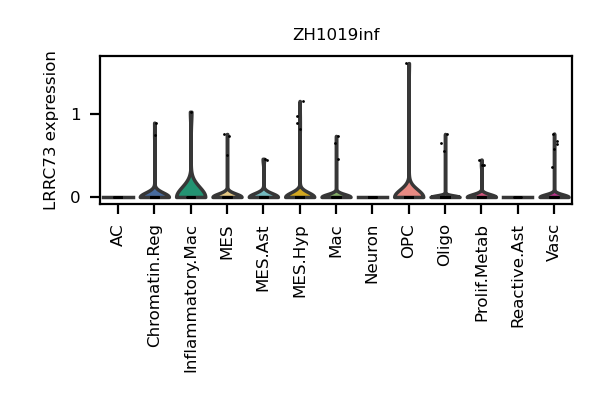 ZH1019inf
LRRC73 expression
1
0
AC
Chromatin.Reg
Inflammatory.Mac
MES
MES.Ast
MES.Hyp
Mac
Neuron
OPC
Oligo
Prolif.Metab
Reactive.Ast
Vasc